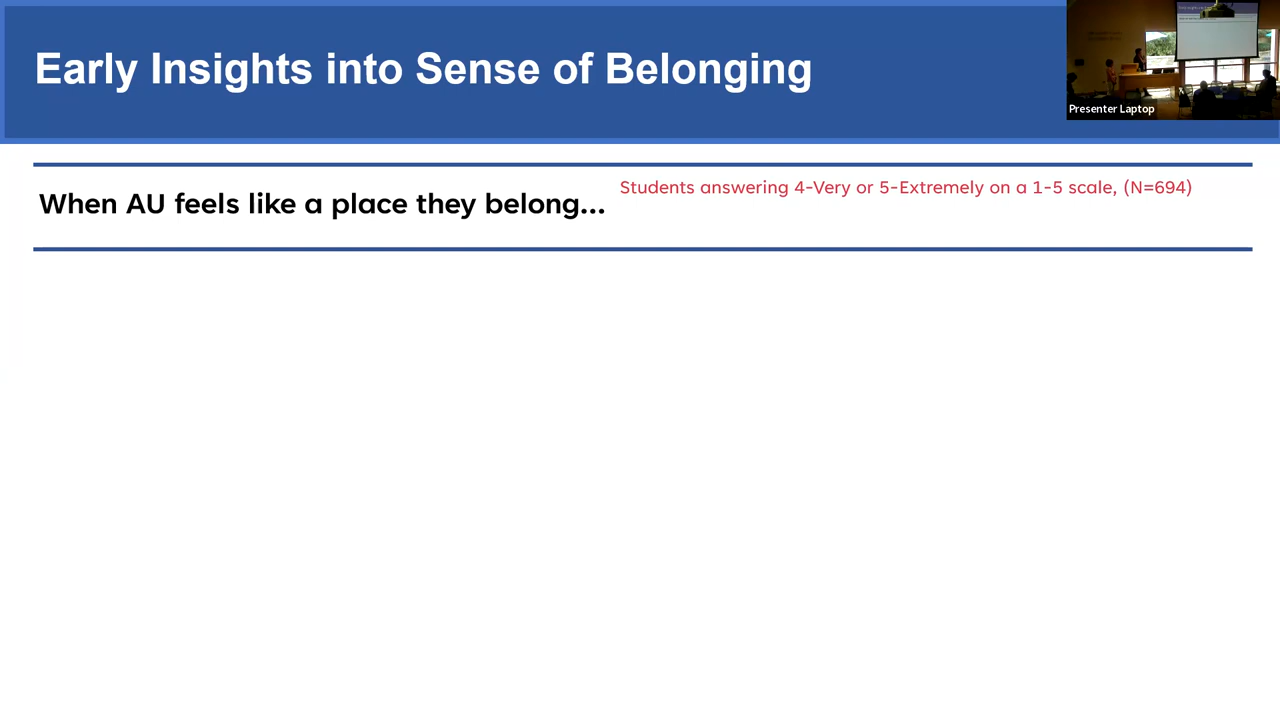 Early Insights into Sense of Belonging
Presenter Laptop
When AU feels like a place they belong...
Students answering 4-Very or 5-Extremely on a 1-5 scale, (N=694)